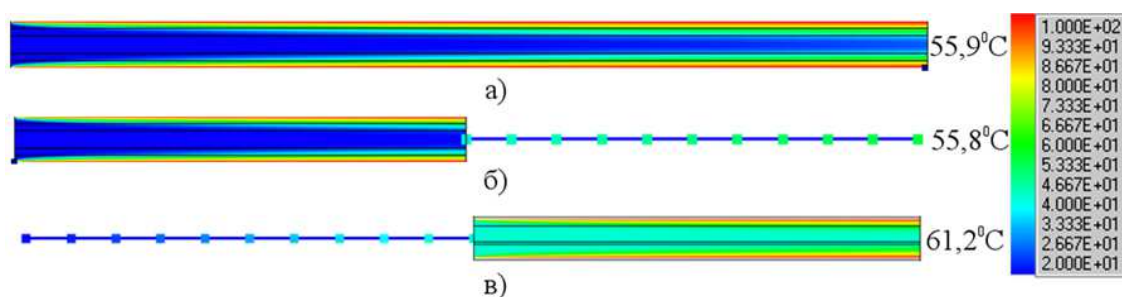 55,9⁰C
а)
55,8⁰C
б)
61,2⁰C
в)
1.000E+02
9.333E+01
8.667E+01
8.000E+01
7.333E+01
6.667E+01
6.000E+01
5.333E+01
4.667E+01
4.000E+01
3.333E+01
2.667E+01
2.000E+01